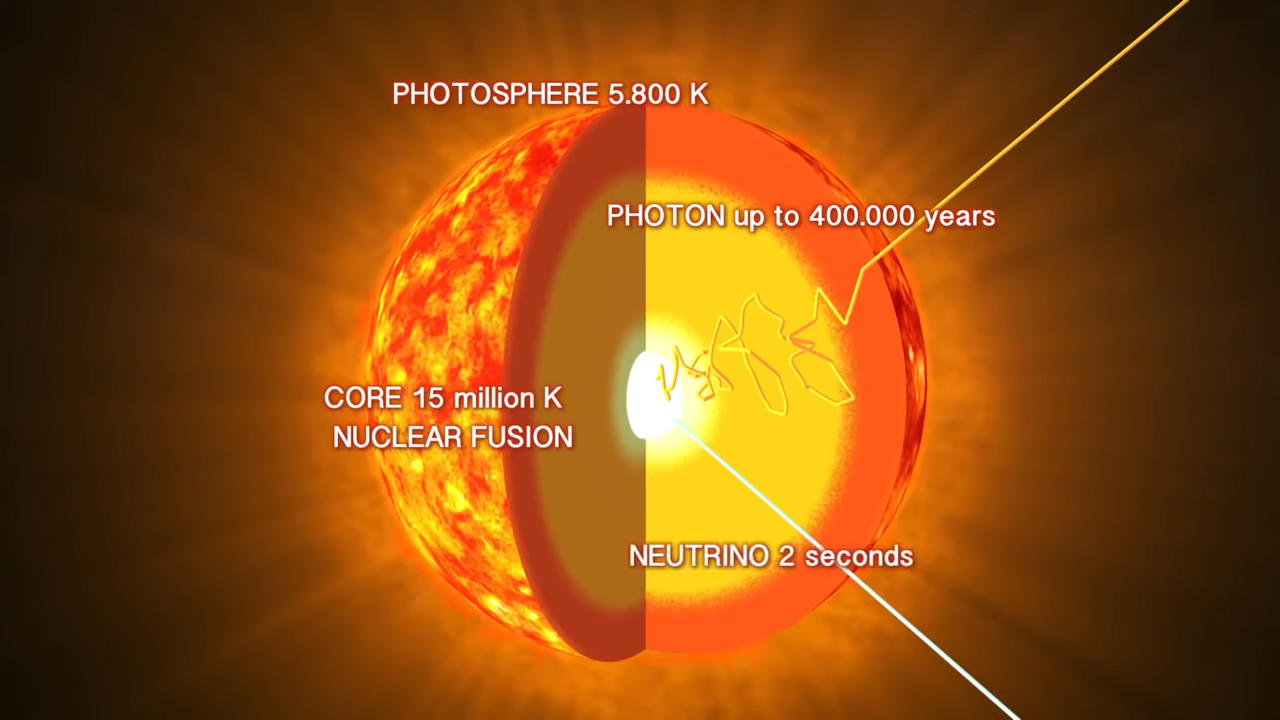 PHOTOSPHERE 5.800 K
PHOTON up to 400.000 years
CORE 15 million K
NUCLEAR FUSION
NEUTRINO 2 seconds